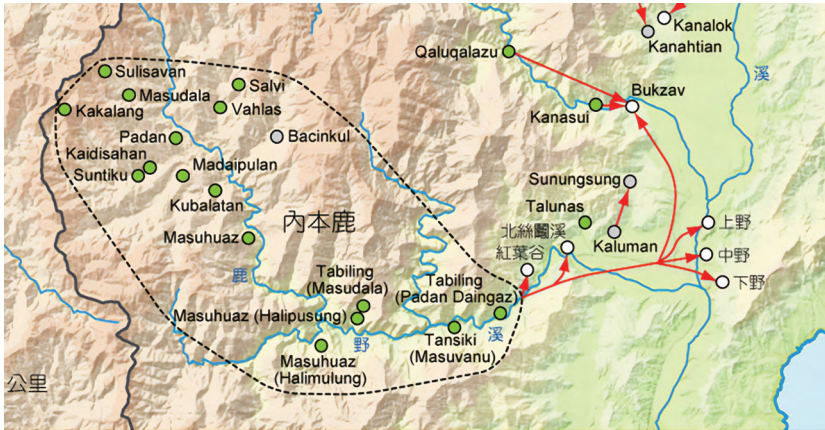 Kanalok
Kanahtian
Qaluqalazu
溪
Sulisavan
Salvi
Masudala
Vahlas
Kakalang
Bukzav
Kanasui
Padan
Bacinkul
Kaidisahan
Madaipulan
Suntiku
Sunungsung
Kubalatan
Talunas
內本鹿
上野
Masuhuaz
北絲鬮溪
Kaluman
紅葉谷
中野
鹿
Tabiling
(Masudala)
Tabiling
(Padan Daingaz)
下野
Masuhuaz (Halipusung)
野
溪
Tansiki
(Masuvanu)
Masuhuaz
(Halimulung)
公里